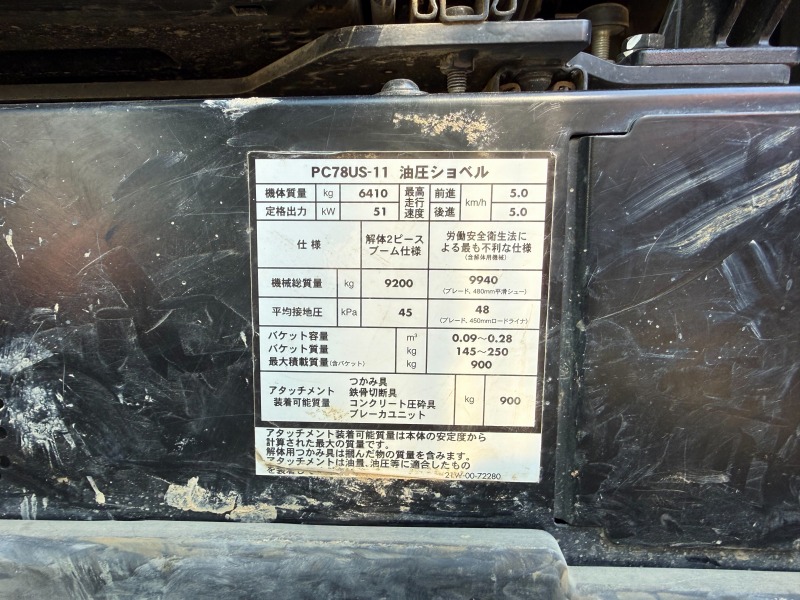 PC78US-11 油圧ショベル
機体質量 kg 6410 最高走行速度 前進 km/h 5.0
定格出力 kW 51 後進 5.0
仕様 解体2ピースブーム仕様 労働安全衛生法による最も不利な仕様 (含解体用機械)
機械総質量 kg 9200 9940 (ブレード、480mm平滑シュー)
平均接地圧 kPa 45 48 (ブレード、450mmロードライナ)
バケット容量 m³ 0.09～0.28
バケット質量 kg 145～250
最大積載質量(含バケット) kg 900
アタッチメント装着可能質量 つかみ具 kg 900
鉄骨切断具
コンクリート圧砕具
ブレーカユニット
アタッチメント装着可能質量は本体の安定度から
計算された最大の質量です。
解体用つかみ具は掴んだ物の質量を含みます。
アタッチメントは油量、油圧等に適合したもの
を装着し
21W-00-72280